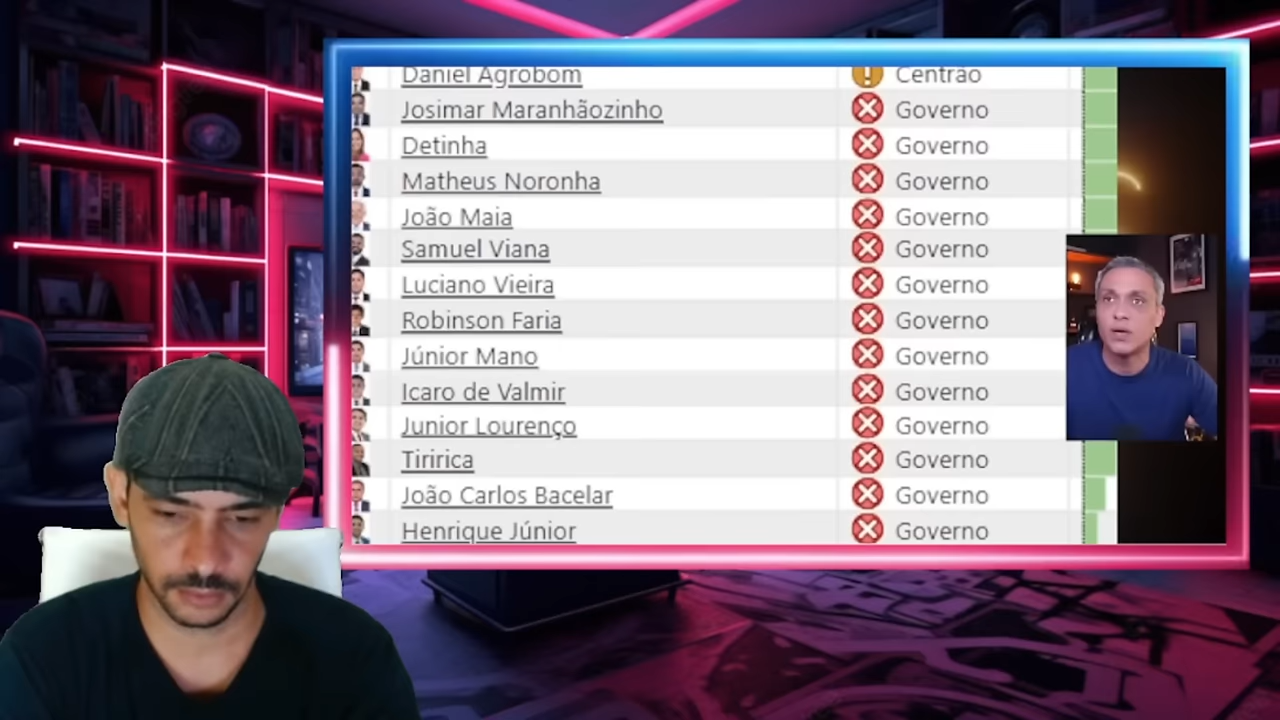 Daniel Agrobom Centrão
Josimar Maranhãozinho Governo
Detinha Governo
Matheus Noronha Governo
João Maia Governo
Samuel Viana Governo
Luciano Vieira Governo
Robinson Faria Governo
Júnior Mano Governo
Icaro de Valmir Governo
Junior Lourenço Governo
Tiririca Governo
João Carlos Bacelar Governo
Henrique Júnior Governo